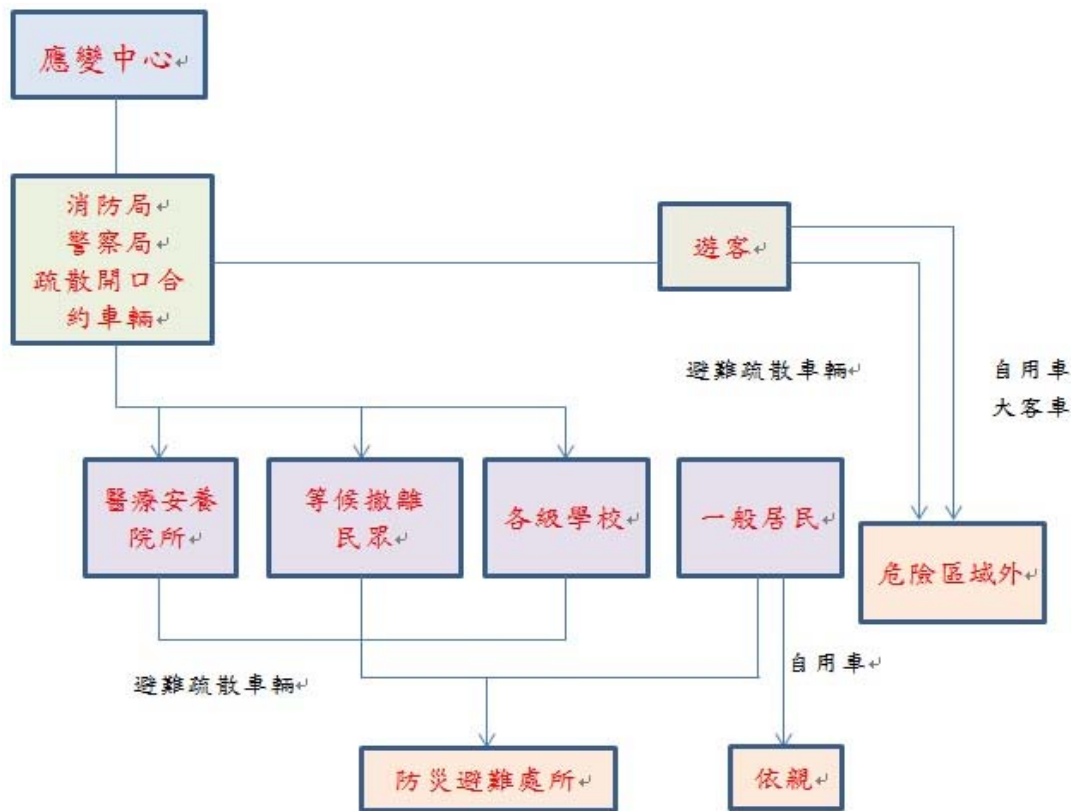 應變中心
消防局
警察局
疏散開口合
約車輛
遊客
避難疏散車輛
自用車
大客車
醫療安養
院所
等候撤離
民眾
各級學校
一般居民
危險區域外
避難疏散車輛
自用車
防災避難處所
依親